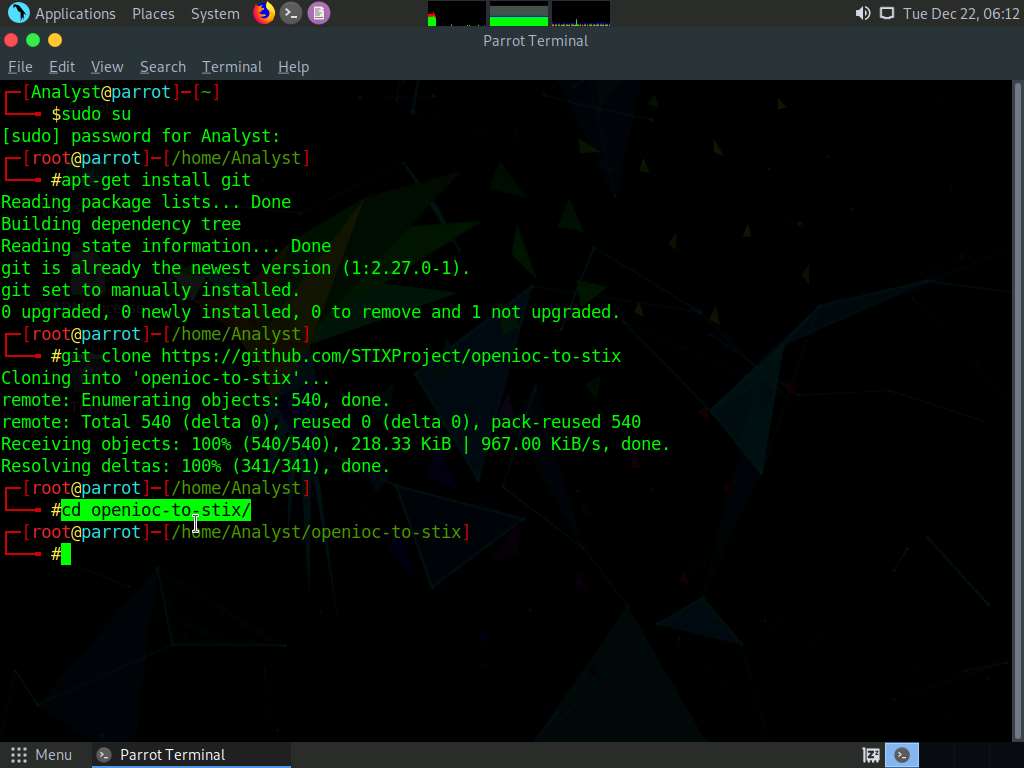 Applications Places System Tue Dec 22, 06:12
Parrot Terminal
File Edit View Search Terminal Help
┌─[Analyst@parrot]─[~]
└──╼ $sudo su
[sudo] password for Analyst:
┌─[root@parrot]─[/home/Analyst]
└──╼ #apt-get install git
Reading package lists... Done
Building dependency tree
Reading state information... Done
git is already the newest version (1:2.27.0-1).
git set to manually installed.
0 upgraded, 0 newly installed, 0 to remove and 1 not upgraded.
┌─[root@parrot]─[/home/Analyst]
└──╼ #git clone https://github.com/STIXProject/openioc-to-stix
Cloning into 'openioc-to-stix'...
remote: Enumerating objects: 540, done.
remote: Total 540 (delta 0), reused 0 (delta 0), pack-reused 540
Receiving objects: 100% (540/540), 218.33 KiB | 967.00 KiB/s, done.
Resolving deltas: 100% (341/341), done.
┌─[root@parrot]─[/home/Analyst]
└──╼ #cd openioc-to-stix/
┌─[root@parrot]─[/home/Analyst/openioc-to-stix]
└──╼ #
Menu Parrot Terminal